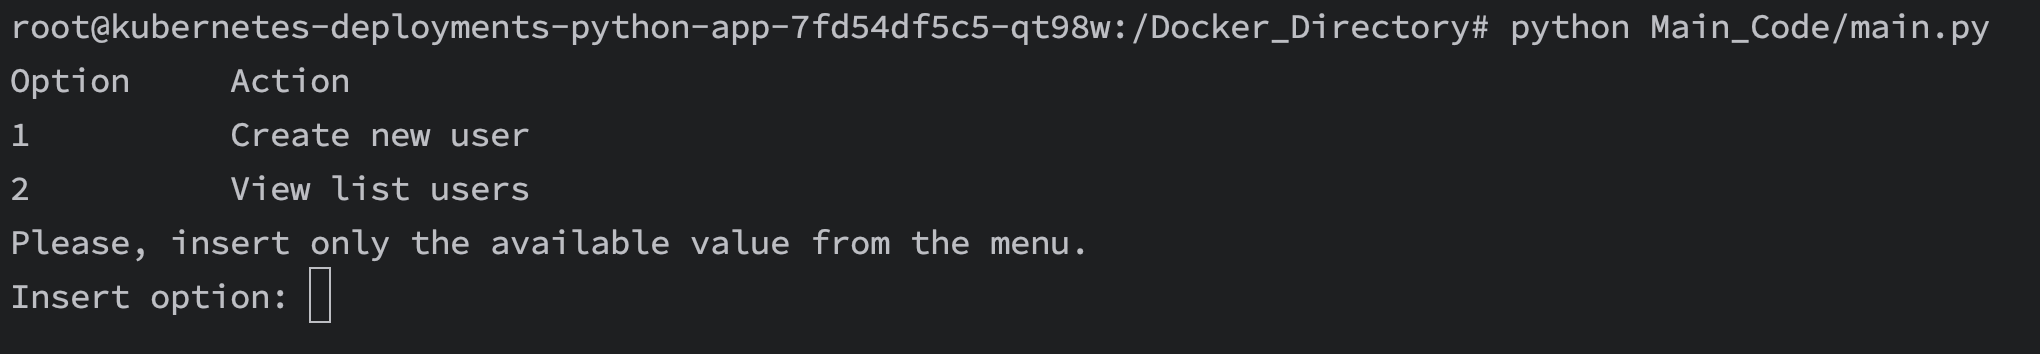 root@kubernetes-deployments-python-app-7fd54df5c5-qt98w:/Docker_Directory# python Main_Code/main.py
Option     Action
1          Create new user
2          View list users
Please, insert only the available value from the menu.
Insert option: